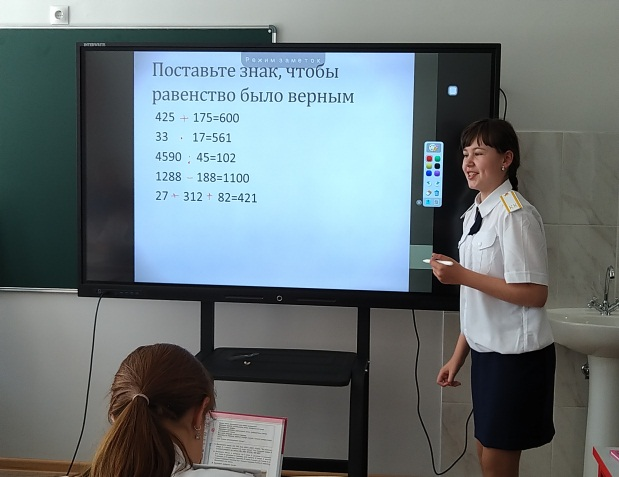 Режим заметок
Поставьте знак, чтобы
равенство было верным
425 + 175=600
33 · 17=561
4590 : 45=102
1288 - 188=1100
27 + 312 + 82=421